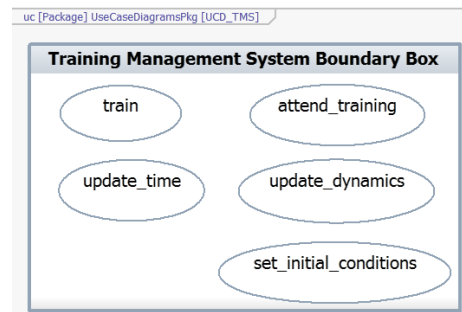 uc [Package] UseCaseDiagramsPkg [UCD_TMS]
Training Management System Boundary Box
train
attend_training
update_time
update_dynamics
set_initial_conditions